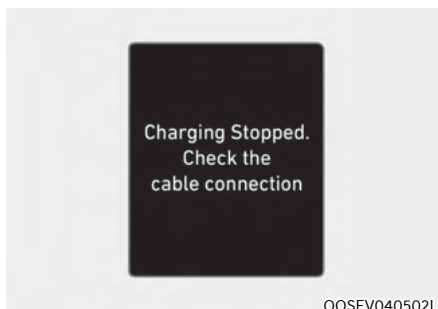 Charging Stopped.
Check the
cable connection
OOSEV040502L